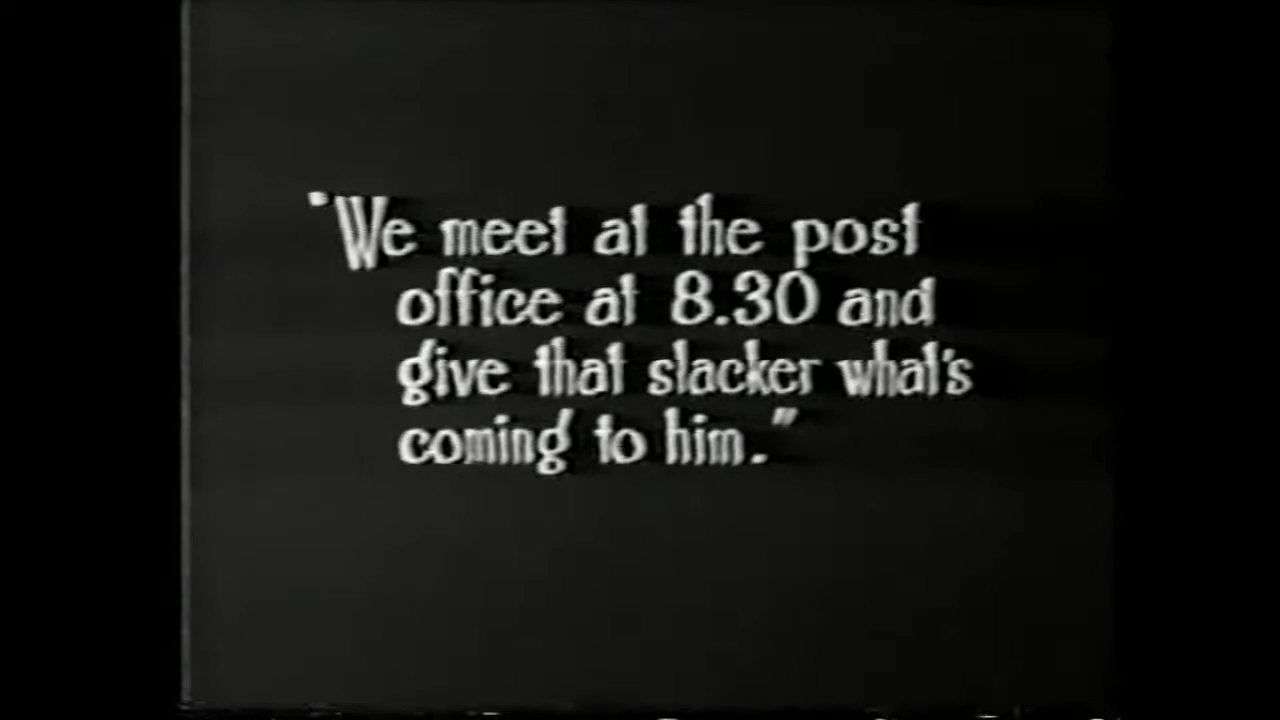 "We meet at the post
office at 8.30 and
give that slacker what's
coming to him."